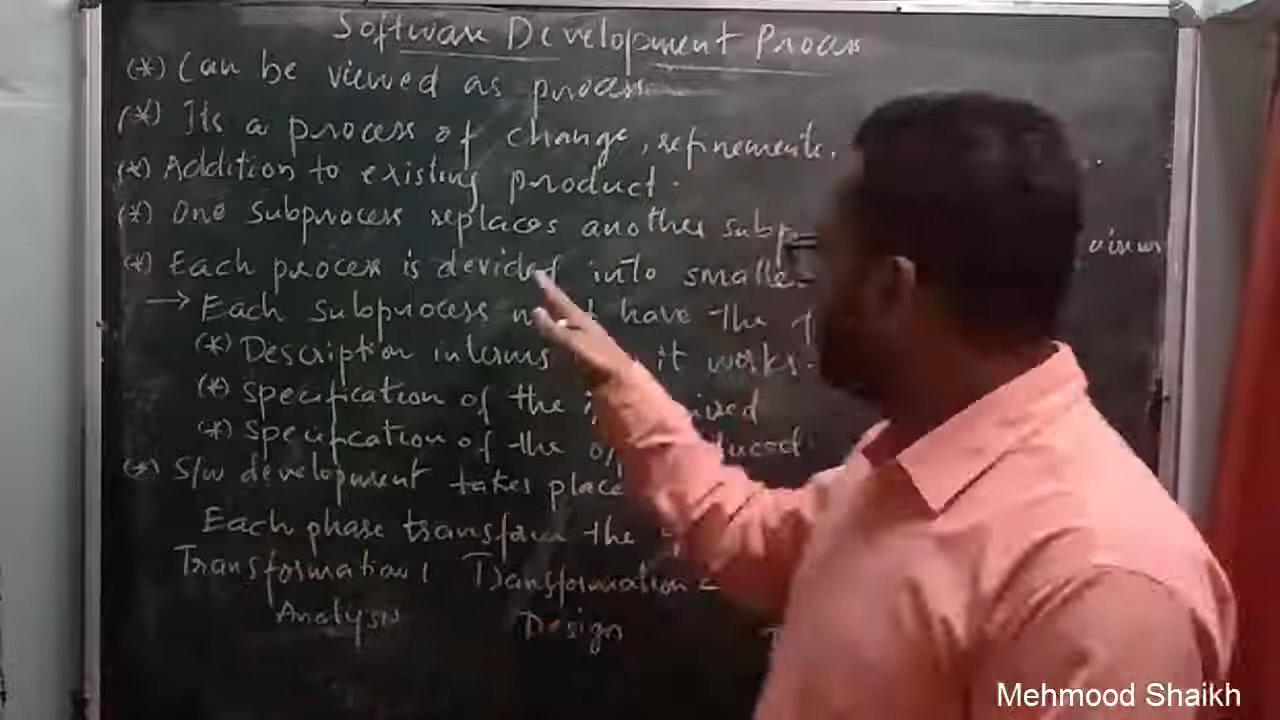 Software Development Process
(*) Can be viewed as process
(*) Its a process of change, refinements.
(*) Addition to existing product.
(*) One subprocess replaces another subp
(*) Each process is devided into smalle
→ Each subprocess have the
(*) Description interms it works.
(*) Specification of the
(*) Specification of the
(*) S/w development takes place
Each phase transform the
Transformation 1 Transformation 2
Analysis Design
Mehmood Shaikh